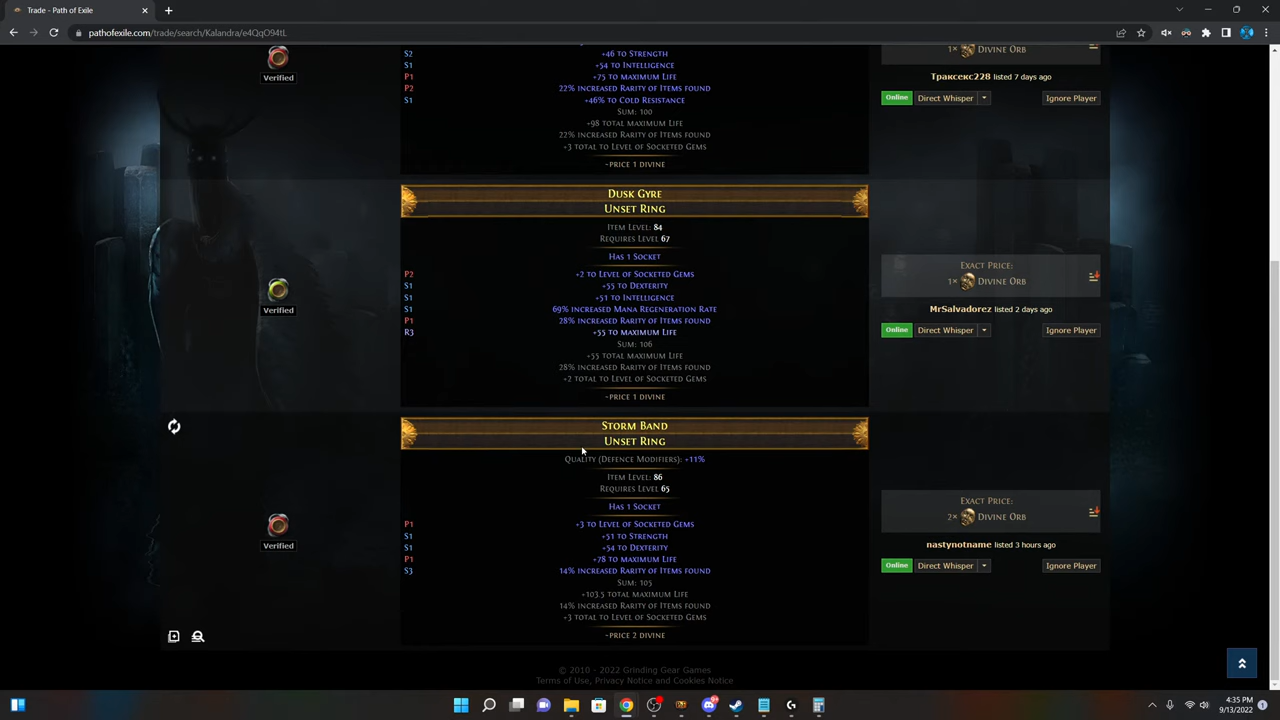 Trade - Path of Exile
pathofexile.com/trade/search/Kalandra/e4QqO94tL
Verified
S2 +46 to Strength
S1 +54 to Intelligence
P1 +75 to maximum Life
P2 22% increased Rarity of Items found
S1 +46% to Cold Resistance
Sum: 100
+98 total maximum Life
22% increased Rarity of Items found
+3 total to Level of Socketed Gems
~price 1 divine
1× Divine Orb
Траксекс228 listed 7 days ago
Online Direct Whisper Ignore Player
Dusk Gyre
Unset Ring
Item Level: 84
Requires Level 67
Has 1 Socket
P2 +2 to Level of Socketed Gems
S1 +55 to Dexterity
S1 +51 to Intelligence
S1 69% increased Mana Regeneration Rate
P1 28% increased Rarity of Items found
R3 +55 to maximum Life
Sum: 106
+55 total maximum Life
28% increased Rarity of Items found
+2 total to Level of Socketed Gems
~price 1 divine
Verified
Exact Price:
1× Divine Orb
MrSalvadorez listed 2 days ago
Online Direct Whisper Ignore Player
Storm Band
Unset Ring
Quality (Defence Modifiers): +11%
Item Level: 86
Requires Level 65
Has 1 Socket
P1 +3 to Level of Socketed Gems
S1 +51 to Strength
S1 +54 to Dexterity
P1 +78 to maximum Life
S3 14% increased Rarity of Items found
Sum: 105
+103.5 total maximum Life
14% increased Rarity of Items found
+3 total to Level of Socketed Gems
~price 2 divine
Verified
Exact Price:
2× Divine Orb
nastynotname listed 3 hours ago
Online Direct Whisper Ignore Player
© 2010 - 2022 Grinding Gear Games
Terms of Use, Privacy Notice and Cookies Notice
4:35 PM
9/13/2022